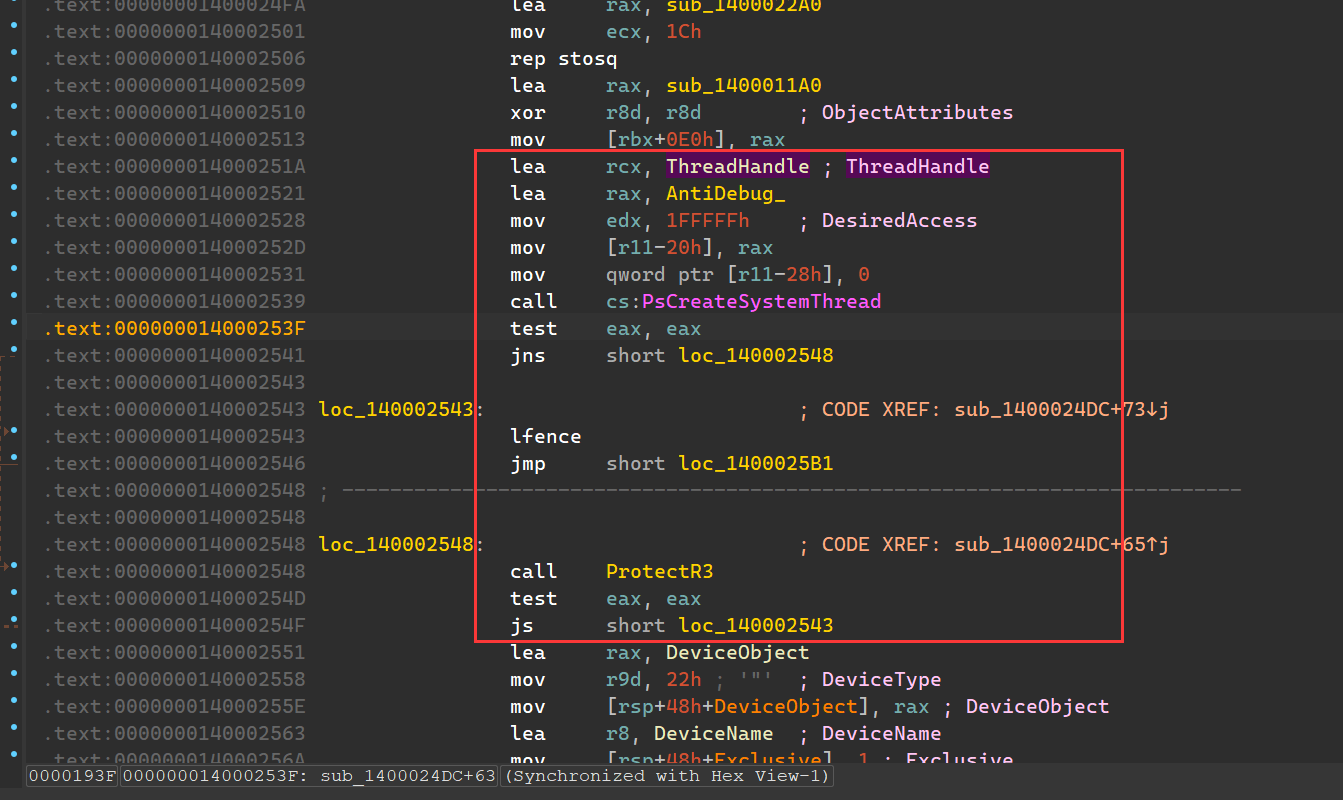 .text:00000001400024FA lea rax, sub_1400022A0
.text:0000000140002501 mov ecx, 1Ch
.text:0000000140002506 rep stosq
.text:0000000140002509 lea rax, sub_1400011A0
.text:0000000140002510 xor r8d, r8d ; ObjectAttributes
.text:0000000140002513 mov [rbx+0E0h], rax
.text:000000014000251A lea rcx, ThreadHandle ; ThreadHandle
.text:0000000140002521 lea rax, AntiDebug_
.text:0000000140002528 mov edx, 1FFFFFh ; DesiredAccess
.text:000000014000252D mov [r11-20h], rax
.text:0000000140002531 mov qword ptr [r11-28h], 0
.text:0000000140002539 call cs:PsCreateSystemThread
.text:000000014000253F test eax, eax
.text:0000000140002541 jns short loc_140002548
.text:0000000140002543
.text:0000000140002543 loc_140002543: ; CODE XREF: sub_1400024DC+73↓j
.text:0000000140002543 lfence
.text:0000000140002546 jmp short loc_1400025B1
.text:0000000140002548 ; ---------------------------------------------------------------------------
.text:0000000140002548
.text:0000000140002548 loc_140002548: ; CODE XREF: sub_1400024DC+65↑j
.text:0000000140002548 call ProtectR3
.text:000000014000254D test eax, eax
.text:000000014000254F js short loc_140002543
.text:0000000140002551 lea rax, DeviceObject
.text:0000000140002558 mov r9d, 22h ; '"' ; DeviceType
.text:000000014000255E mov [rsp+48h+DeviceObject], rax ; DeviceObject
.text:0000000140002563 lea r8, DeviceName ; DeviceName
.text:000000014000256A mov [rsp+48h+Exclusive], 1 ; Exclusive
0000193F 000000014000253F: sub_1400024DC+63 (Synchronized with Hex View-1)